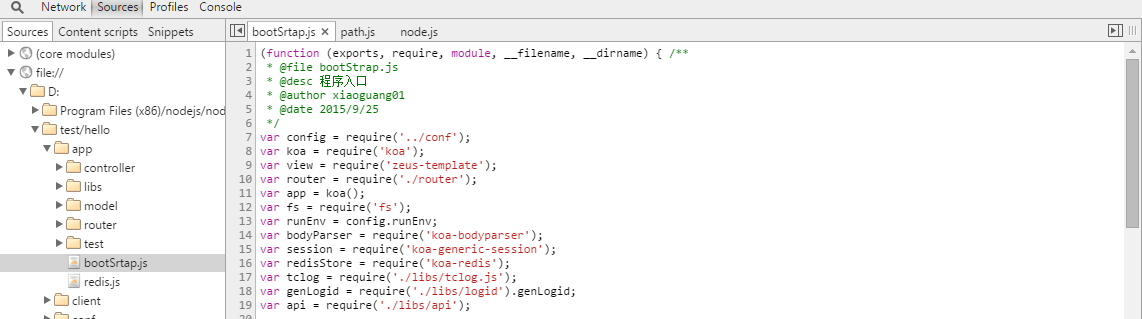 Network Sources Profiles Console
Sources Content scripts Snippets
bootSrtap.js × path.js node.js
(core modules)
file://
D:
Program Files (x86)/nodejs/nod
test/hello
app
controller
libs
model
router
test
bootSrtap.js
redis.js
client
1 (function (exports, require, module, __filename, __dirname) { /**
2 * @file bootStrap.js
3 * @desc 程序入口
4 * @author xiaoguang01
5 * @date 2015/9/25
6 */
7 var config = require('../conf');
8 var koa = require('koa');
9 var view = require('zeus-template');
10 var router = require('./router');
11 var app = koa();
12 var fs = require('fs');
13 var runEnv = config.runEnv;
14 var bodyParser = require('koa-bodyparser');
15 var session = require('koa-generic-session');
16 var redisStore = require('koa-redis');
17 var tclog = require('./libs/tclog.js');
18 var genLogid = require('./libs/logid').genLogid;
19 var api = require('./libs/api');